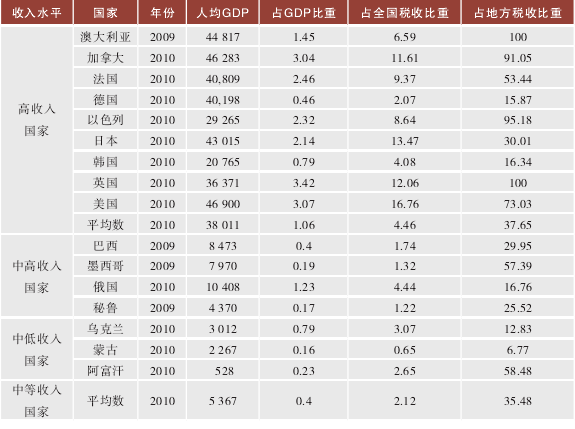 收入水平 国家 年份 人均GDP 占GDP比重 占全国税收比重 占地方税收比重
高收入国家 澳大利亚 2009 44 817 1.45 6.59 100
加拿大 2010 46 283 3.04 11.61 91.05
法国 2010 40,809 2.46 9.37 53.44
德国 2010 40,198 0.46 2.07 15.87
以色列 2010 29 265 2.32 8.64 95.18
日本 2010 43 015 2.14 13.47 30.01
韩国 2010 20 765 0.79 4.08 16.34
英国 2010 36 371 3.42 12.06 100
美国 2010 46 900 3.07 16.76 73.03
平均数 2010 38 011 1.06 4.46 37.65
中高收入国家 巴西 2009 8 473 0.4 1.74 29.95
墨西哥 2009 7 970 0.19 1.32 57.39
俄国 2010 10 408 1.23 4.44 16.76
秘鲁 2009 4 370 0.17 1.22 25.52
中低收入国家 乌克兰 2010 3 012 0.79 3.07 12.83
蒙古 2010 2 267 0.16 0.65 6.77
阿富汗 2010 528 0.23 2.65 58.48
中等收入国家 平均数 2010 5 367 0.4 2.12 35.48